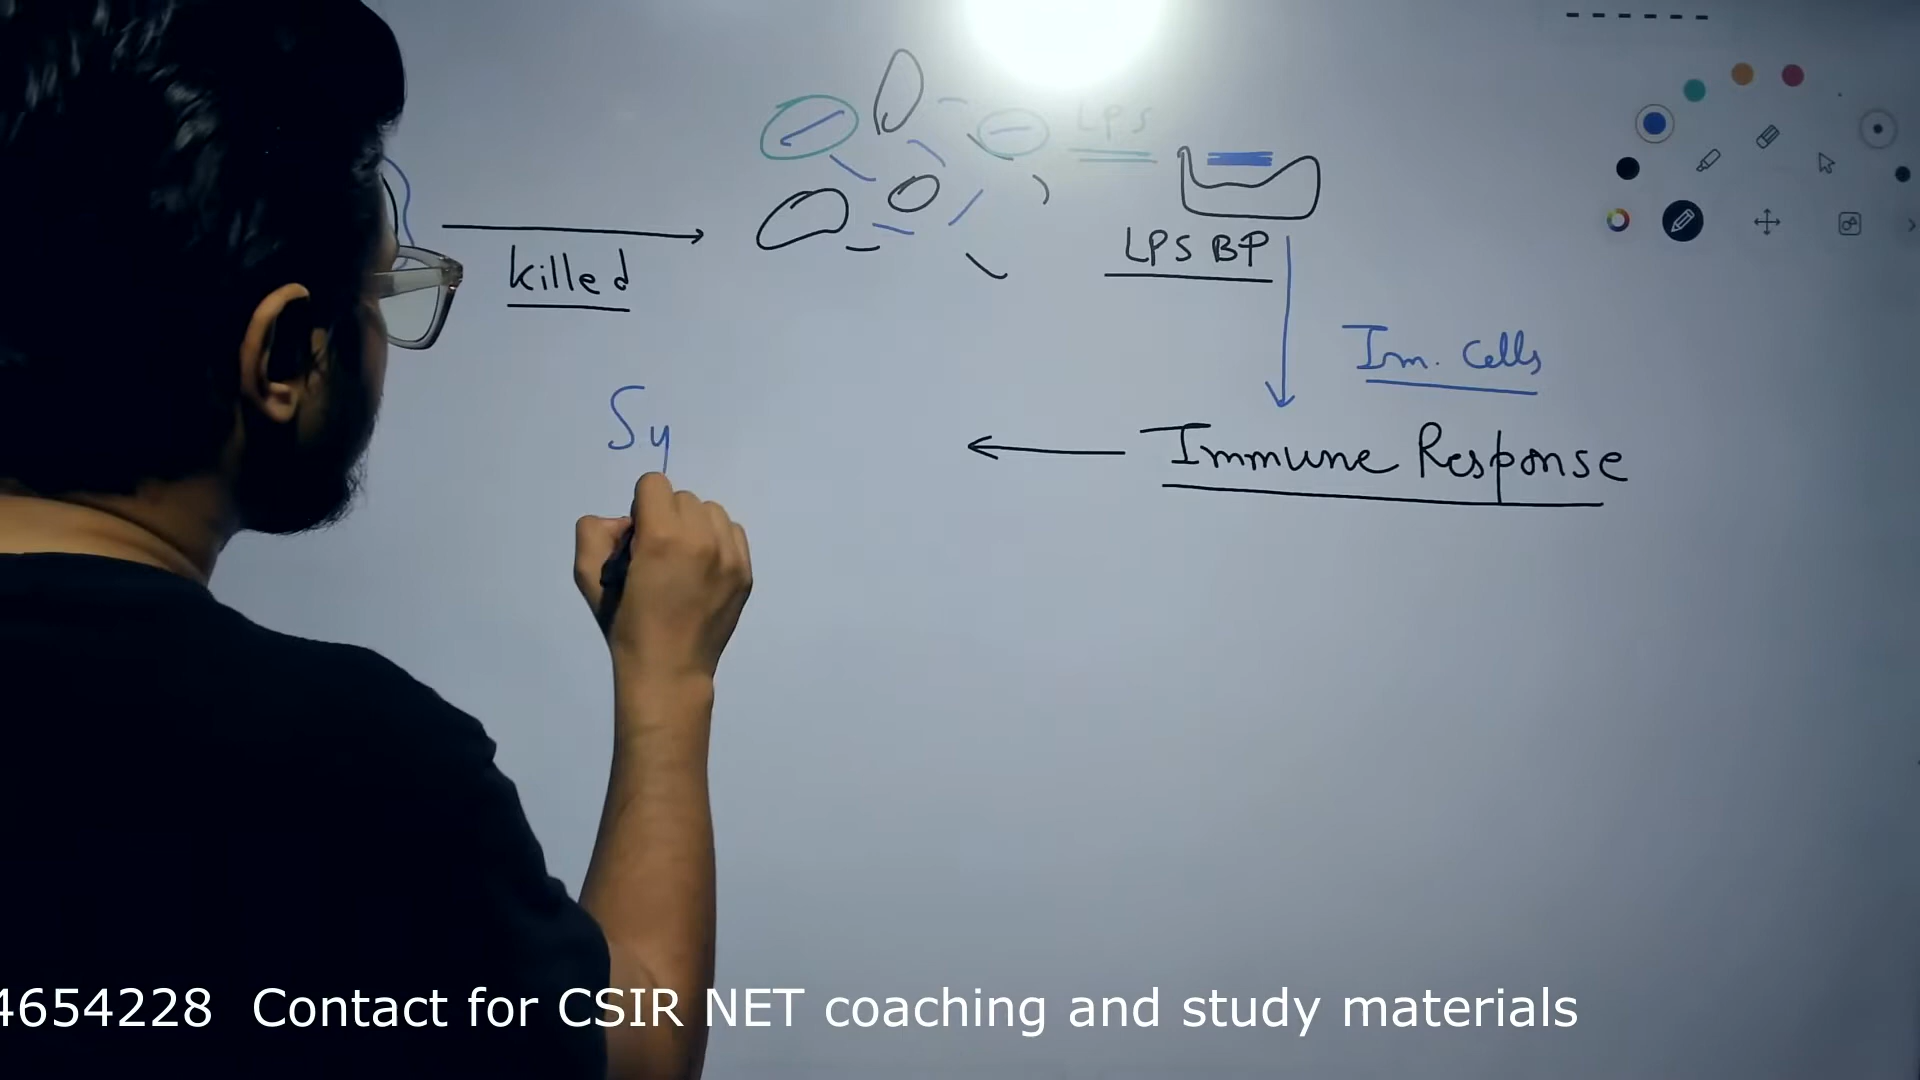 LPS
LPS BP
killed
Im. Cells
Sy
Immune Response
4654228 Contact for CSIR NET coaching and study materials